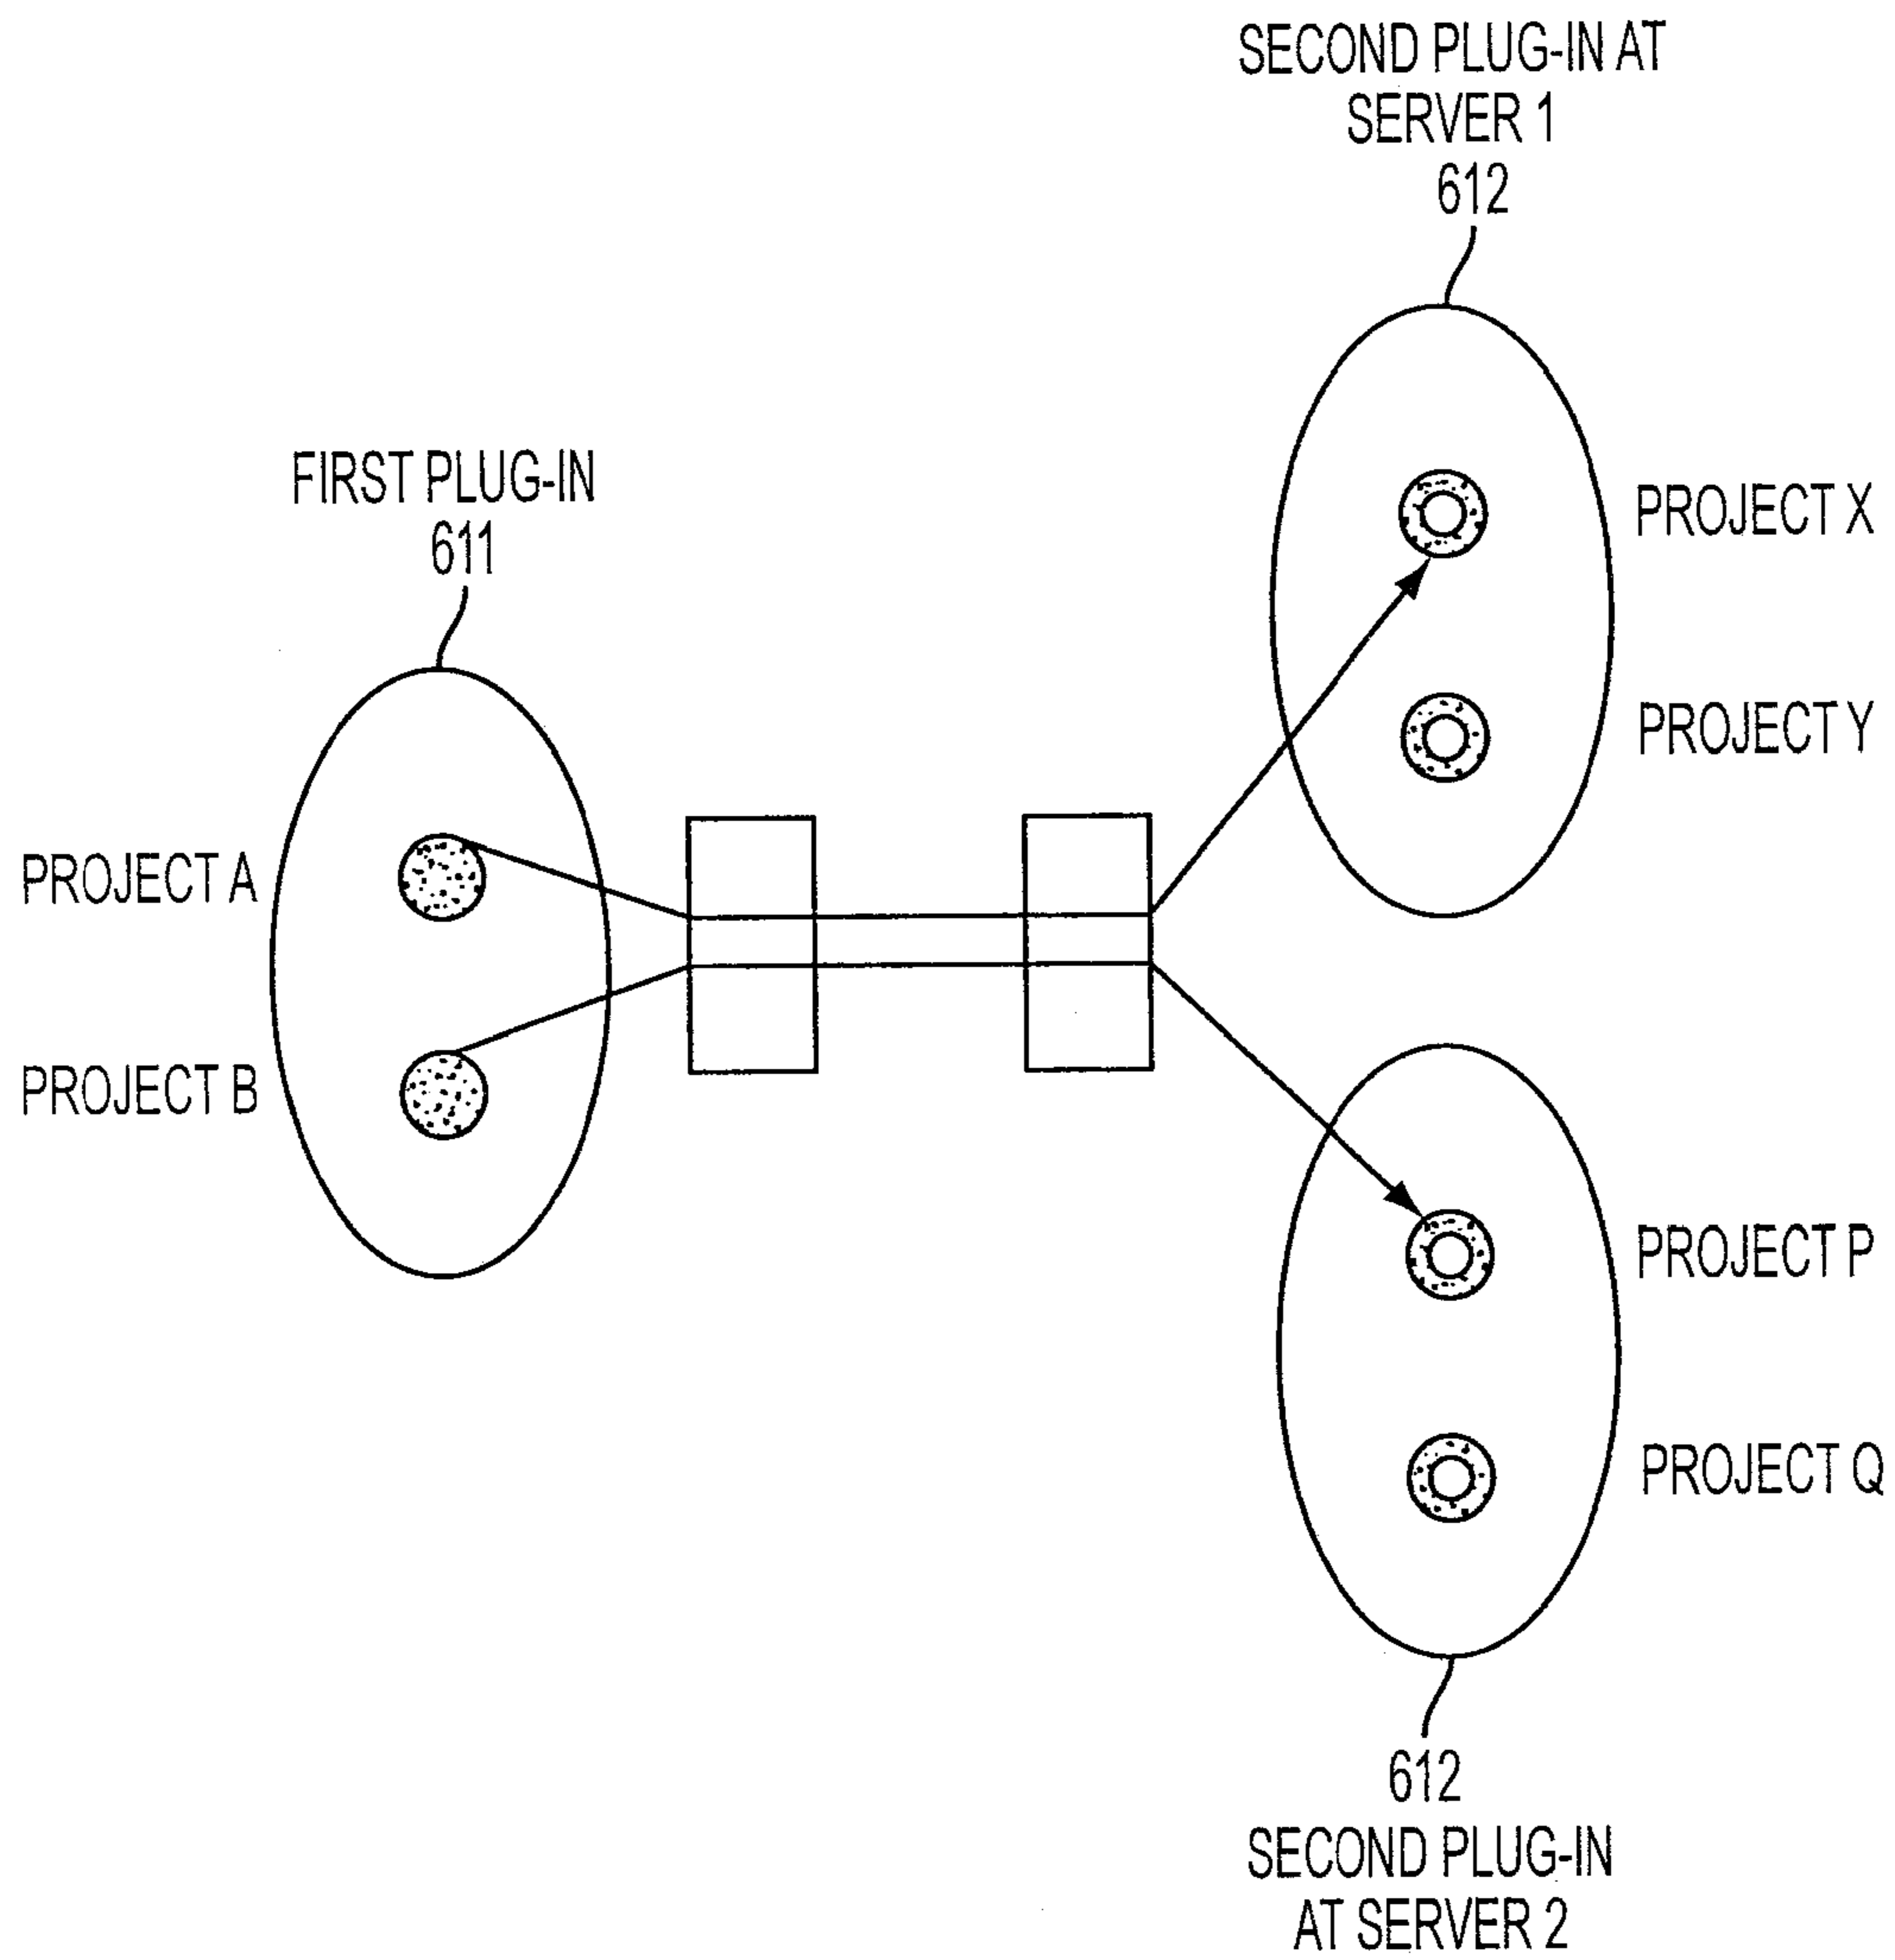 SECOND PLUG-IN AT
SERVER 1
612
FIRST PLUG-IN
611
PROJECT X
PROJECT Y
PROJECT A
PROJECT B
PROJECT P
PROJECT Q
612
SECOND PLUG-IN
AT SERVER 2